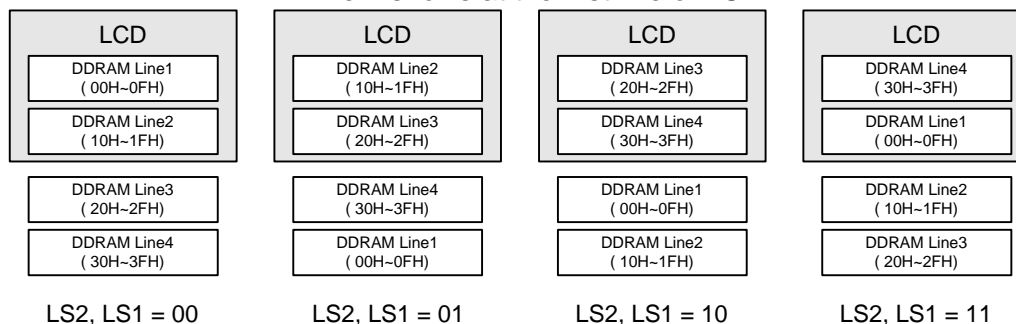 LCD
DDRAM Line1
( 00H~0FH)
DDRAM Line2
( 10H~1FH)
DDRAM Line3
( 20H~2FH)
DDRAM Line4
( 30H~3FH)
LS2, LS1 = 00
LCD
DDRAM Line2
( 10H~1FH)
DDRAM Line3
( 20H~2FH)
DDRAM Line4
( 30H~3FH)
DDRAM Line1
( 00H~0FH)
LS2, LS1 = 01
LCD
DDRAM Line3
( 20H~2FH)
DDRAM Line4
( 30H~3FH)
DDRAM Line1
( 00H~0FH)
DDRAM Line2
( 10H~1FH)
LS2, LS1 = 10
LCD
DDRAM Line4
( 30H~3FH)
DDRAM Line1
( 00H~0FH)
DDRAM Line2
( 10H~1FH)
DDRAM Line3
( 20H~2FH)
LS2, LS1 = 11